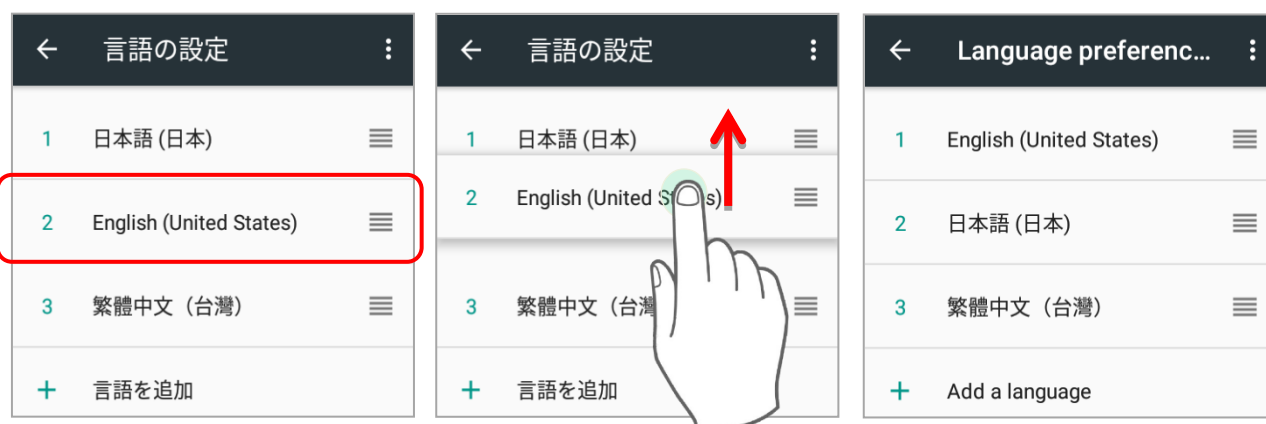 言語の設定
1 日本語 (日本)
2 English (United States)
3 繁體中文（台灣）
+ 言語を追加
言語の設定
1 日本語 (日本)
2 English (United s)
3 繁體中文（台
+ 言語を追加
Language preferenc...
1 English (United States)
2 日本語 (日本)
3 繁體中文（台灣）
+ Add a language